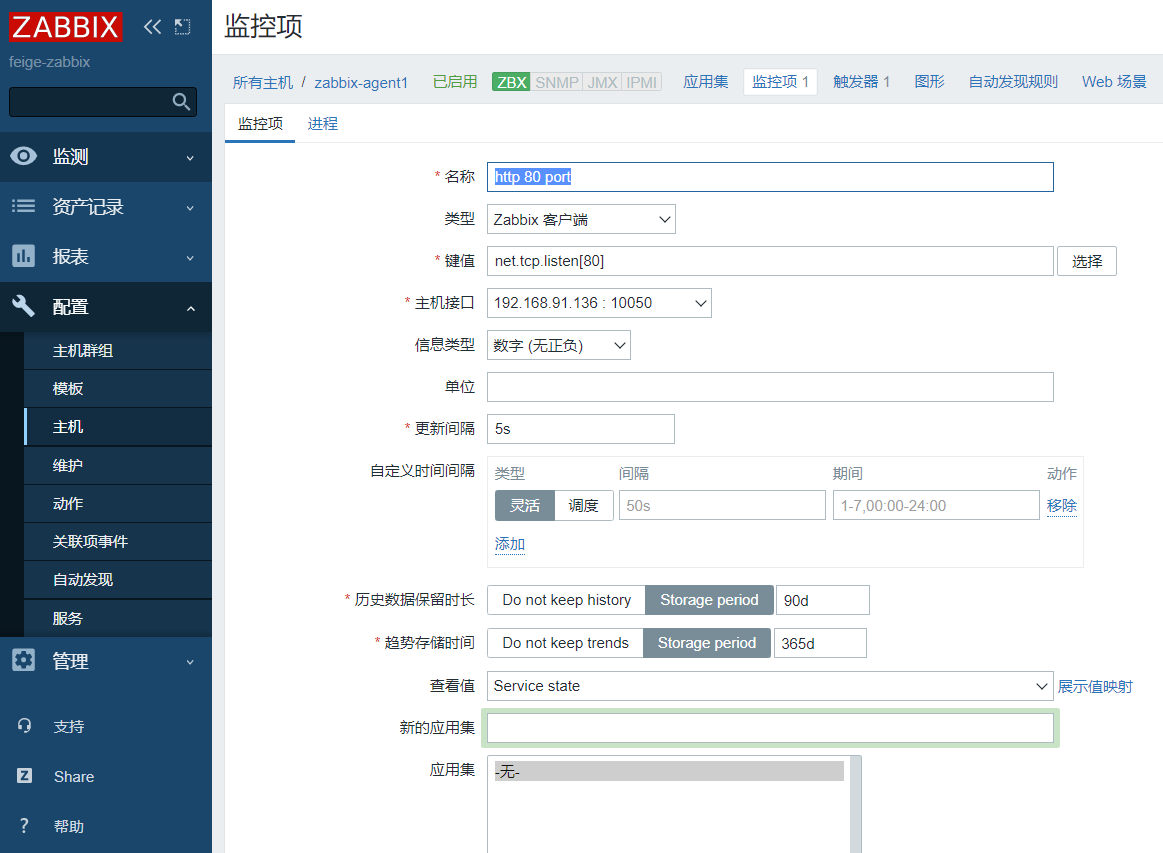 ZABBIX
feige-zabbix
监测
资产记录
报表
配置
主机群组
模板
主机
维护
动作
关联项事件
自动发现
服务
管理
支持
Z Share
? 帮助
监控项
所有主机 / zabbix-agent1 已启用 ZBX SNMP JMX IPMI 应用集 监控项 1 触发器 1 图形 自动发现规则 Web 场景
监控项 进程
* 名称 http 80 port
类型 Zabbix 客户端
* 键值 net.tcp.listen[80] 选择
* 主机接口 192.168.91.136 : 10050
信息类型 数字 (无正负)
单位
* 更新间隔 5s
自定义时间间隔 类型 间隔 期间 动作
灵活 调度 50s 1-7,00:00-24:00 移除
添加
* 历史数据保留时长 Do not keep history Storage period 90d
* 趋势存储时间 Do not keep trends Storage period 365d
查看值 Service state 展示值映射
新的应用集
应用集 -无-